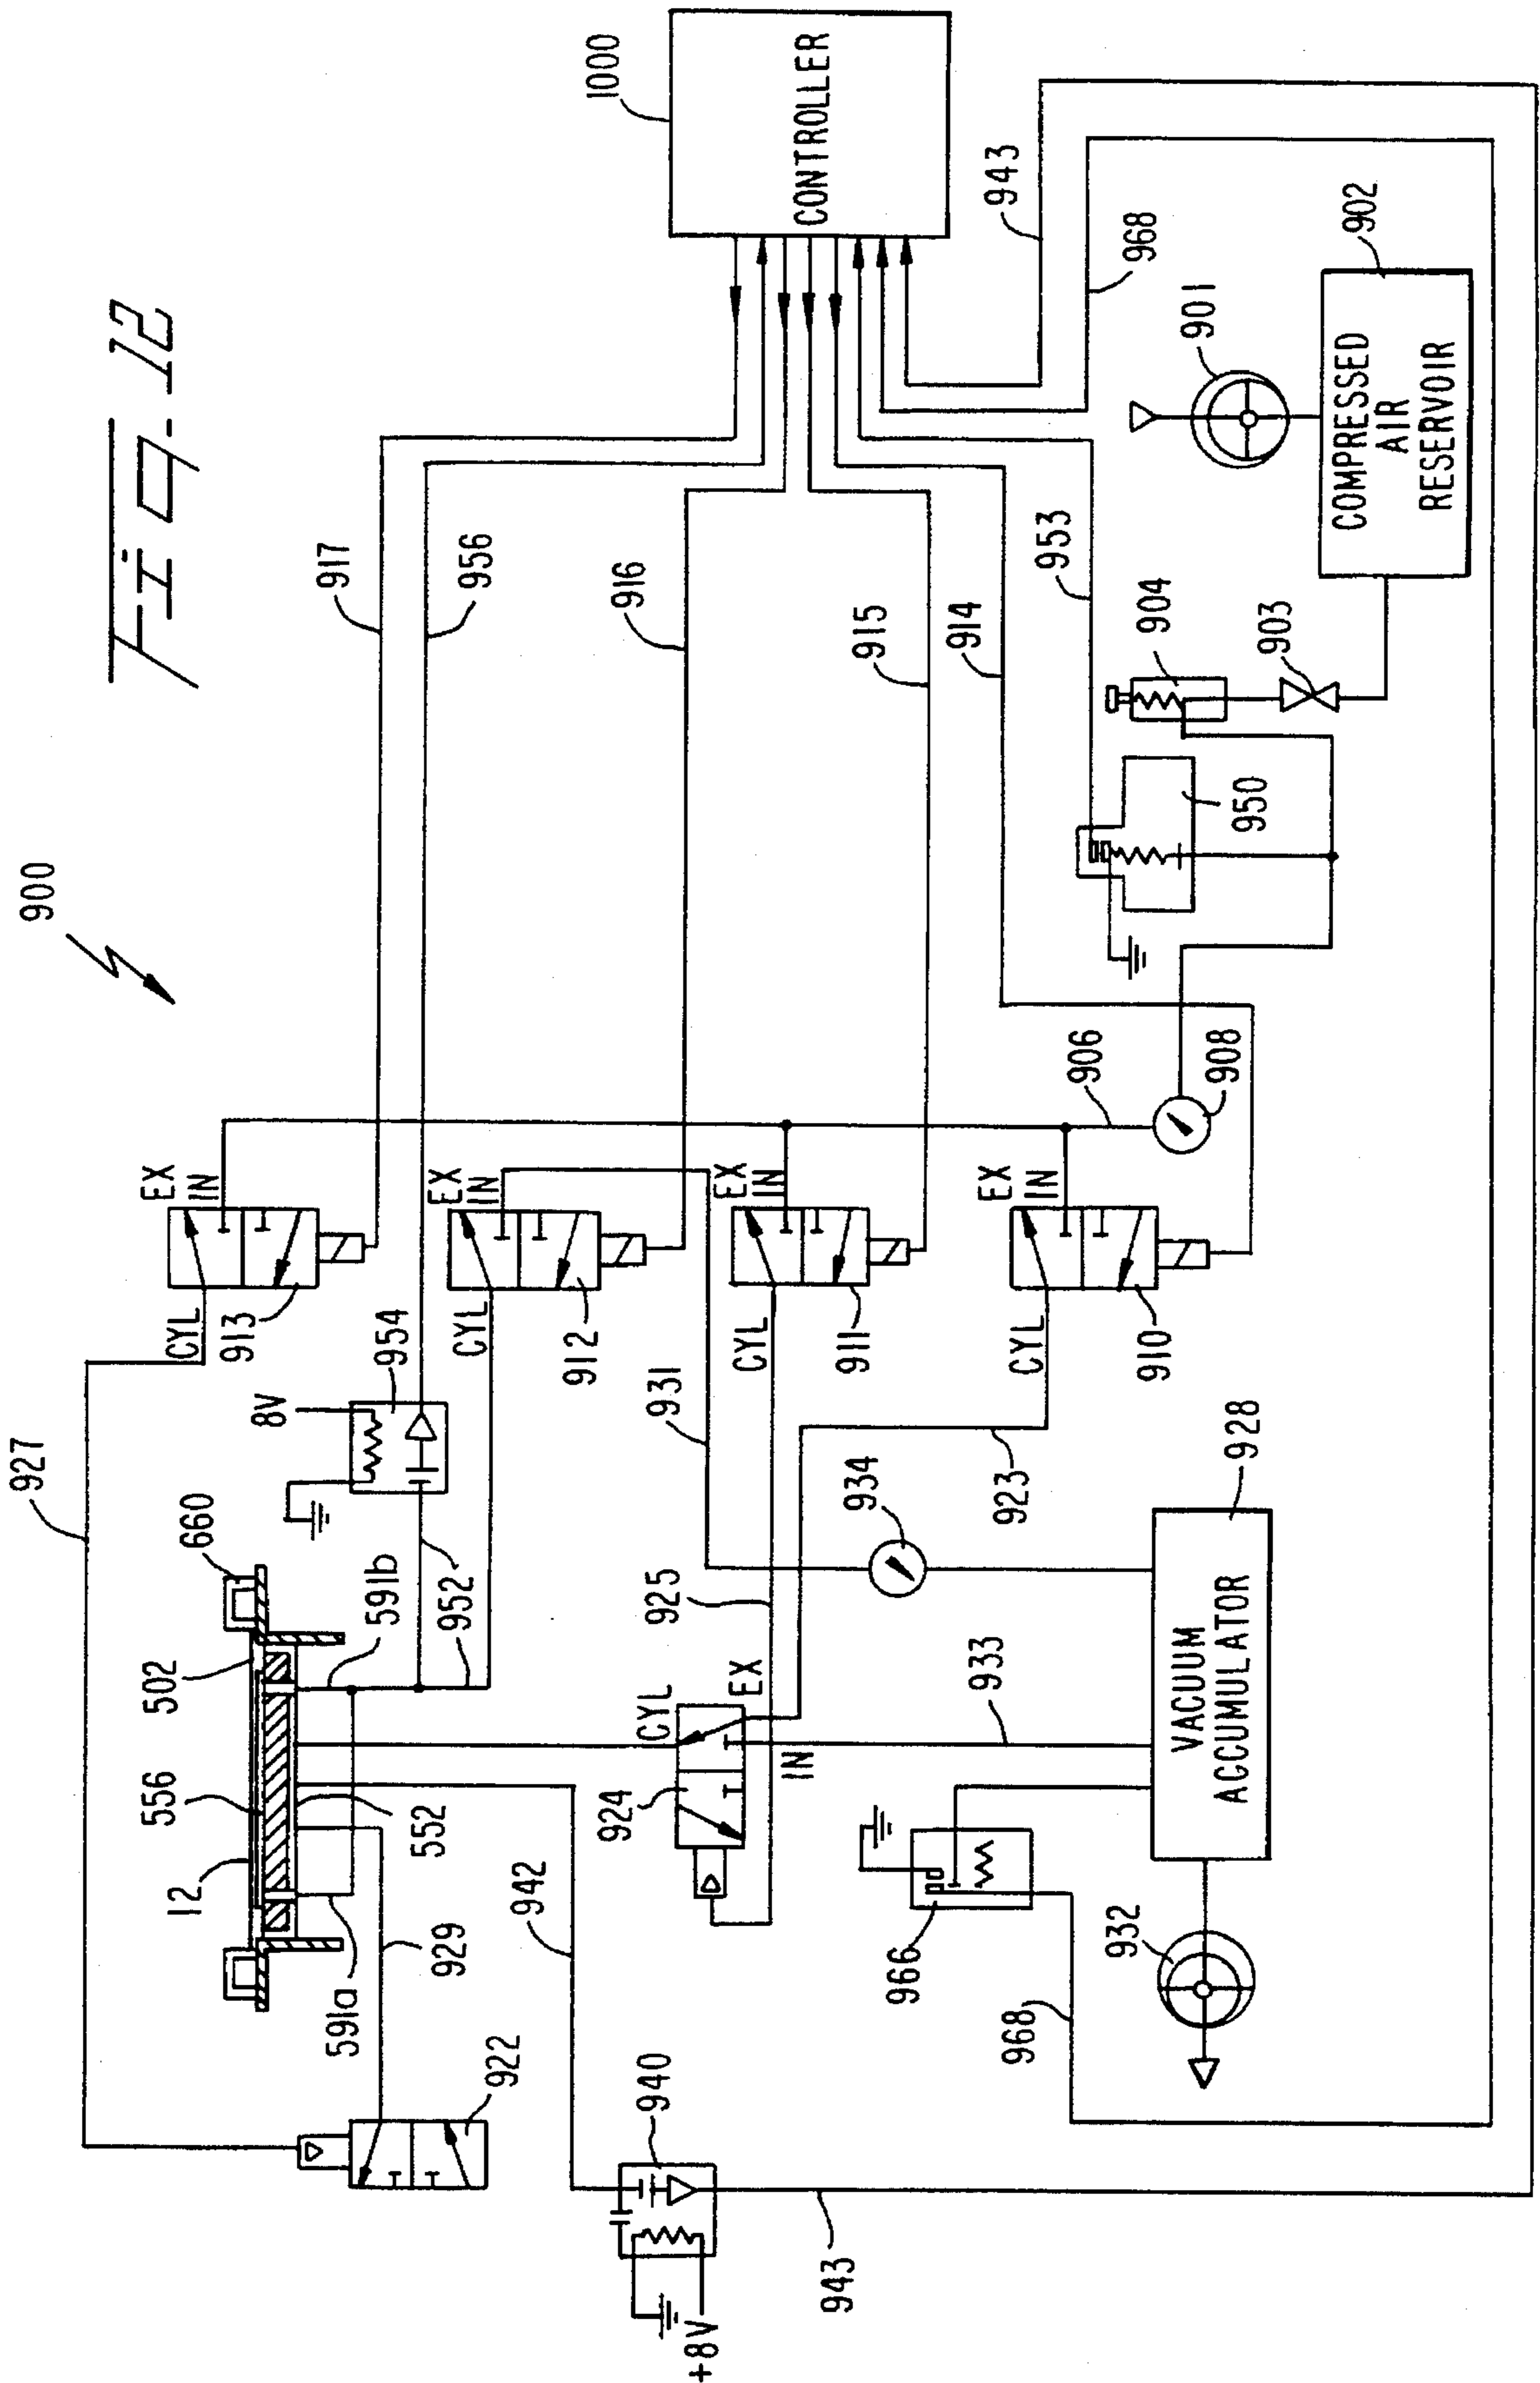 Fig-12
900
1000
CONTROLLER
927
917
956
916
915
914
953
943
968
901
902
COMPRESSED
AIR
RESERVOIR
904
903
950
906
908
EX
IN
CYL
913
EX
IN
CYL
912
EX
IN
CYL
911
EX
IN
CYL
910
954
8V
660
502
556
12
591b
952
552
591a
929
922
931
934
925
923
CYL
EX
IN
924
933
928
VACUUM
ACCUMULATOR
942
940
966
932
968
943
+8V